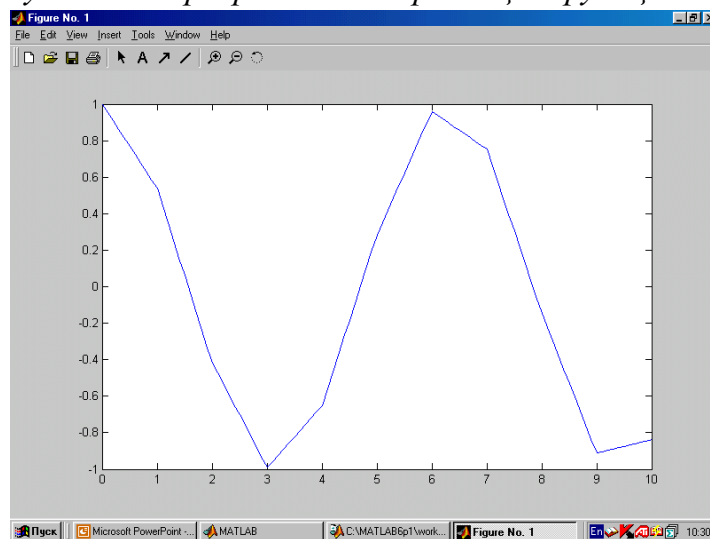 Figure No. 1
File Edit View Insert Tools Window Help
A
1
0.8
0.6
0.4
0.2
0
-0.2
-0.4
-0.6
-0.8
-1
0 1 2 3 4 5 6 7 8 9 10
Пуск Microsoft PowerPoint -... MATLAB C:\MATLAB6p1\work... Figure No. 1 En 10:30